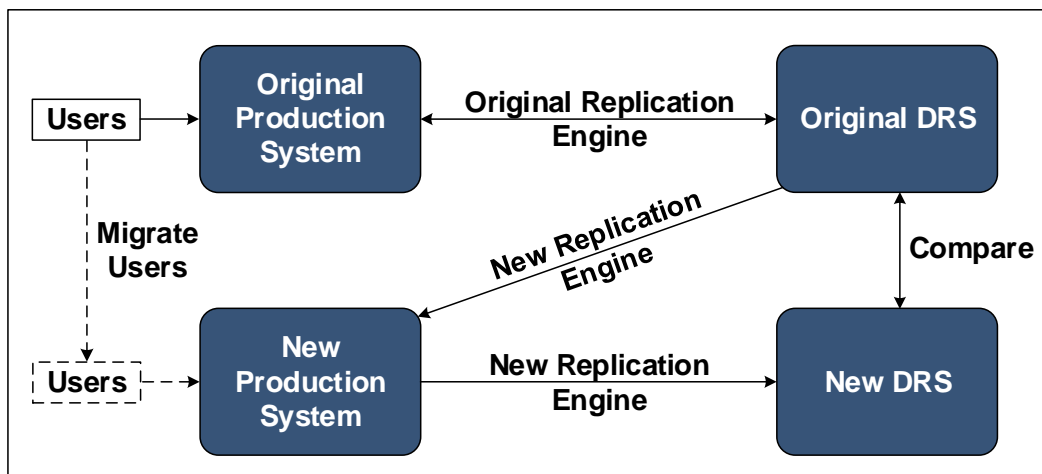 Users
Original
Production
System
Original Replication
Engine
Original DRS
Migrate
Users
New Replication
Engine
Compare
Users
New
Production
System
New Replication
Engine
New DRS